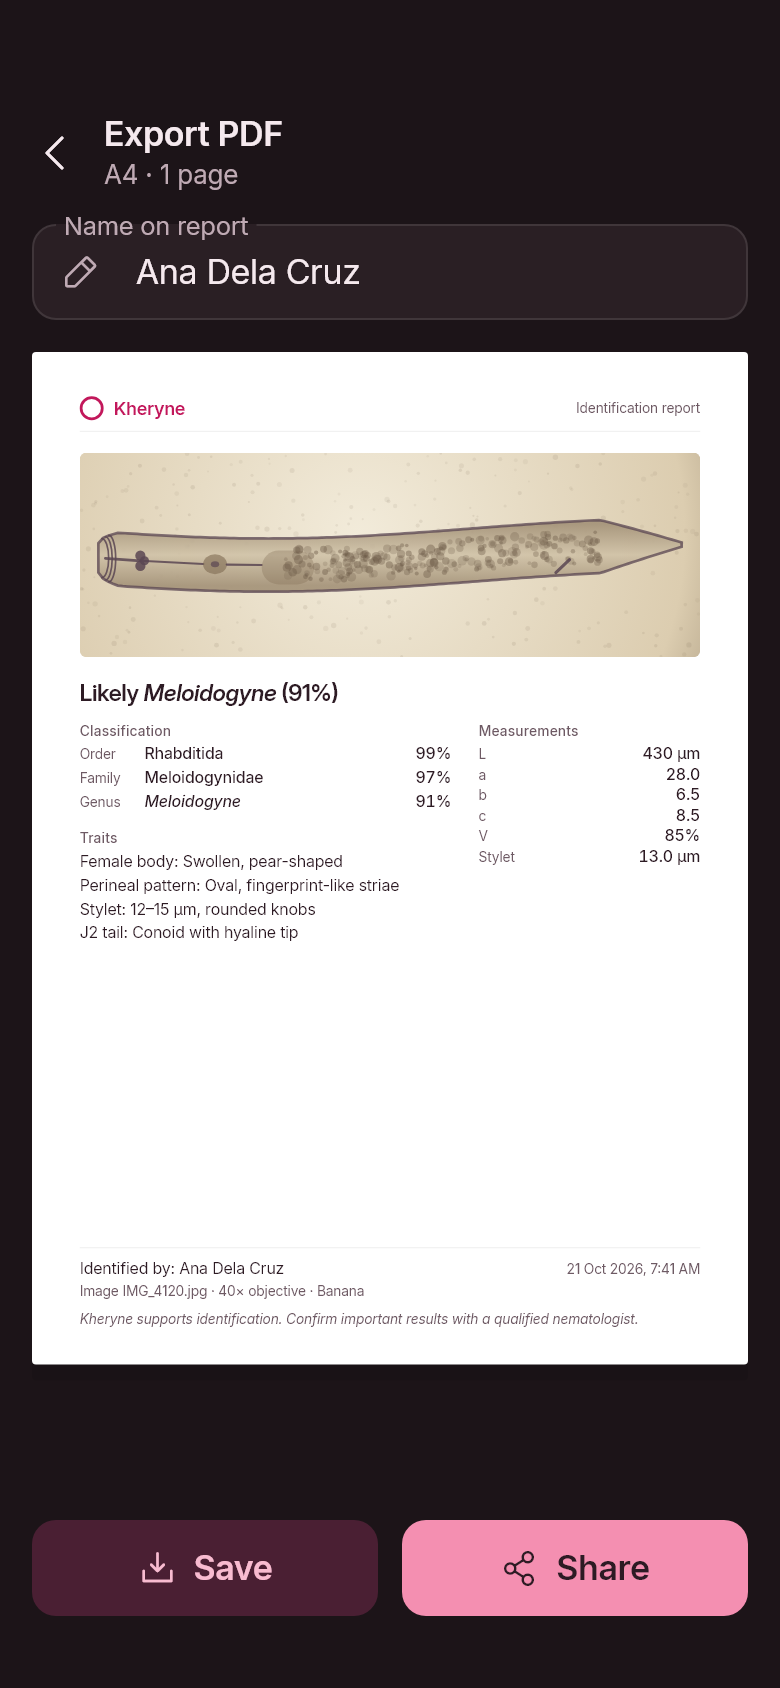 Export PDF
A4 · 1 page
Name on report
Ana Dela Cruz
Kheryne
Identification report
Likely Meloidogyne (91%)
Classification
Order Rhabditida 99%
Family Meloidogynidae 97%
Genus Meloidogyne 91%
Traits
Female body: Swollen, pear-shaped
Perineal pattern: Oval, fingerprint-like striae
Stylet: 12–15 µm, rounded knobs
J2 tail: Conoid with hyaline tip
Measurements
L 430 µm
a 28.0
b 6.5
c 8.5
V 85%
Stylet 13.0 µm
Identified by: Ana Dela Cruz
21 Oct 2026, 7:41 AM
Image IMG_4120.jpg · 40× objective · Banana
Kheryne supports identification. Confirm important results with a qualified nematologist.
Save
Share